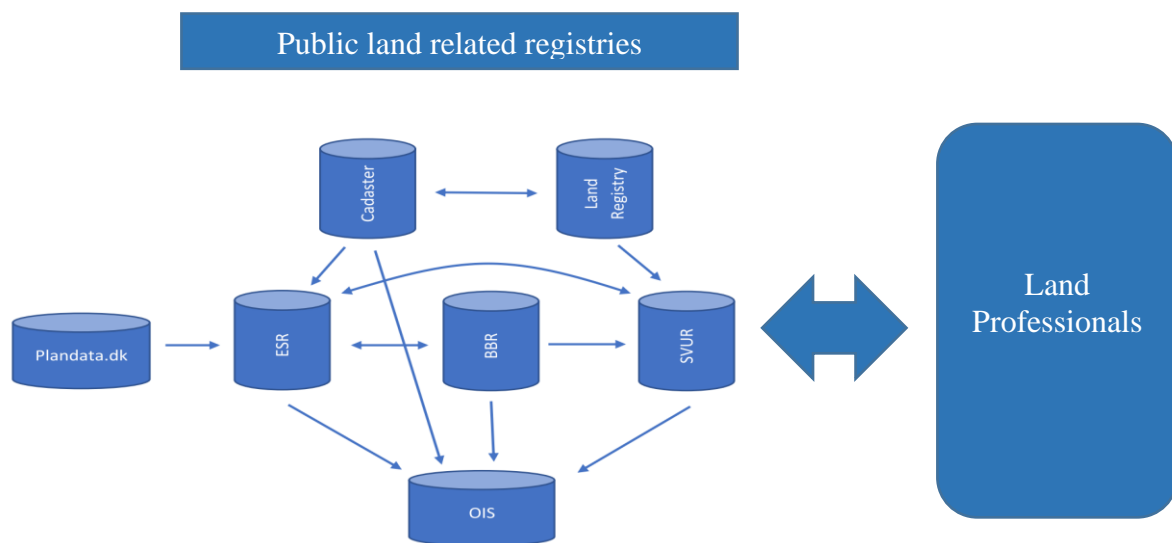 Public land related registries
Cadaster
Land
Registry
Plandata.dk
ESR
BBR
SVUR
OIS
Land
Professionals